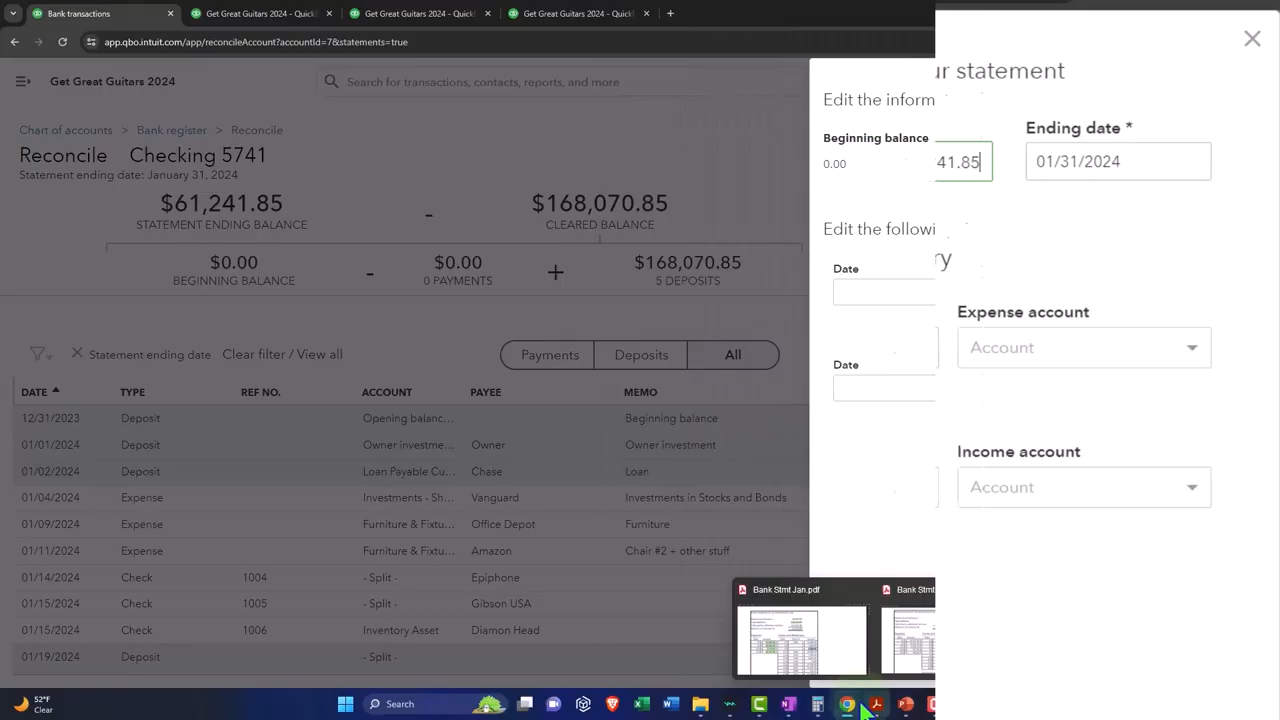 Bank transactions
Get Great Guitars 2024 - Quick
Get Great Guitars 2024 - Quick
Get Great Guitars 2024 - Quick
app.qbo.intuit.com/app/reconcileAccount?accountId=7&statements=true
Get Great Guitars 2024
Search for transactions, contacts, reports, and more
Chart of accounts > Bank register > Reconcile
Reconcile Checking 5741
Statement ending date: January 31, 2024
$61,241.85 - $168,070.85
STATEMENT ENDING BALANCE CLEARED BALANCE
$0.00 - $0.00 + $168,070.85
BEGINNING BALANCE 0 PAYMENTS 5 DEPOSITS
Statement ending date Clear filter / View all
Payments Deposits All
DATE TYPE REF NO. ACCOUNT PAYEE MEMO
12/31/2023 Deposit Opening balanc... Beginning balance
01/01/2024 Deposit Owner investme... Owner Owner investment
01/02/2024 Deposit Loan Payable Cu... Chase Loan
01/04/2024 Expense Investments - Sh... Vanguard Investments in Stocks and Bonds
01/09/2024 Expense Furniture & Fixtu... Office Depot Furniture
01/11/2024 Expense Furniture & Fixtu... Amazon Chair #2 + other stuff
01/14/2024 Check 1004 - Split - Epiphone
01/15/2024 Check 1005 - Split - Gibson USA
1006
01/19/2024 Deposit - Split -
ur statement
Edit the inform
Beginning balance
0.00
41.85
Ending date *
01/31/2024
Edit the followi
ry
Date
Expense account
Account
Date
Income account
Account
Bank Stmt Jan.pdf
Bank Stmt
52°F
Clear
Search